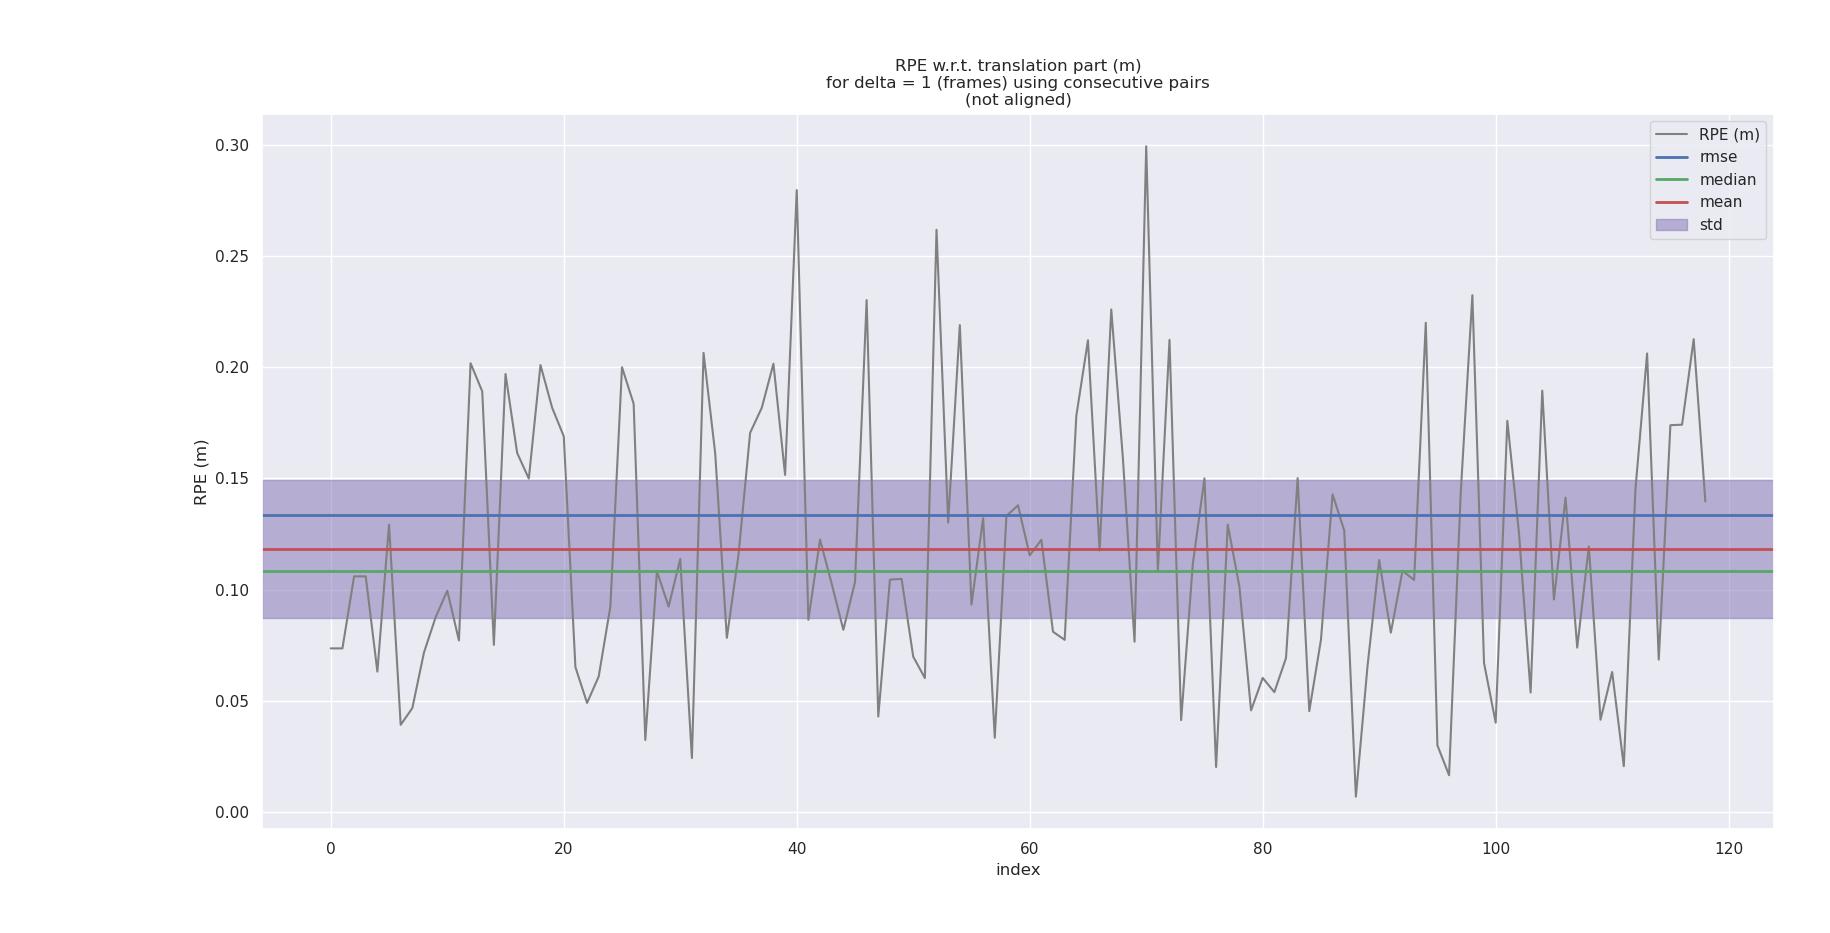 RPE w.r.t. translation part (m)
for delta = 1 (frames) using consecutive pairs
(not aligned)
RPE (m)
rmse
median
mean
std
0.30
0.25
0.20
0.15
0.10
0.05
0.00
RPE (m)
0 20 40 60 80 100 120
index